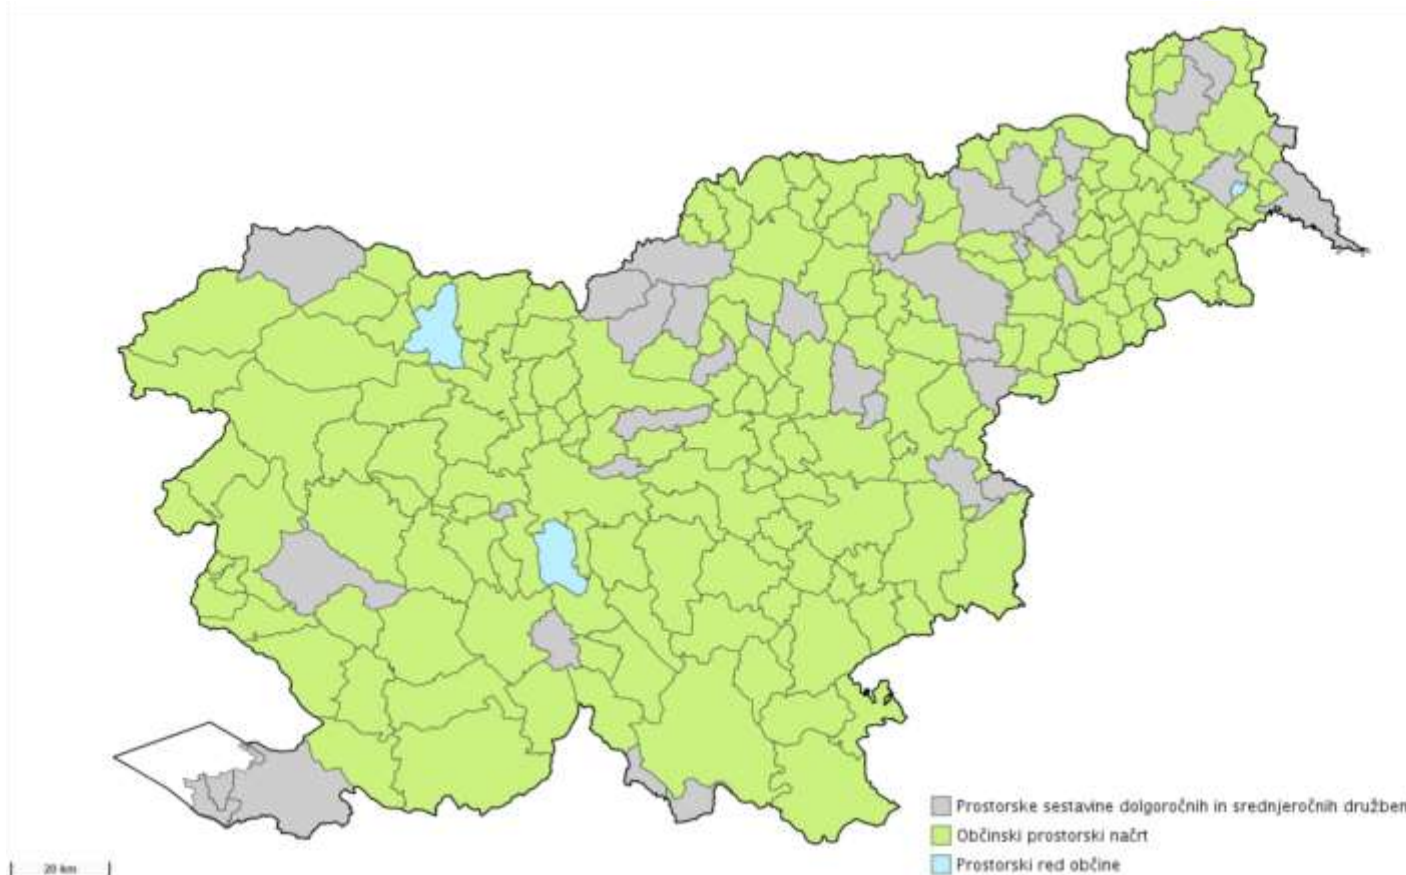 Prostorske sestavine dolgoročnih in srednjeročnih družben
Občinski prostorski načrt
Prostorski red občine
20 km